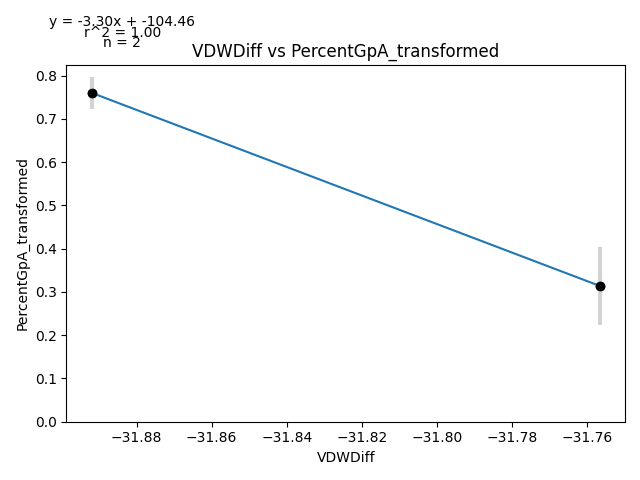 y = -3.30x + -104.46
r^2 = 1.00
n = 2
VDWDiff vs PercentGpA_transformed
PercentGpA_transformed
0.8
0.7
0.6
0.5
0.4
0.3
0.2
0.1
0.0
−31.88 −31.86 −31.84 −31.82 −31.80 −31.78 −31.76
VDWDiff